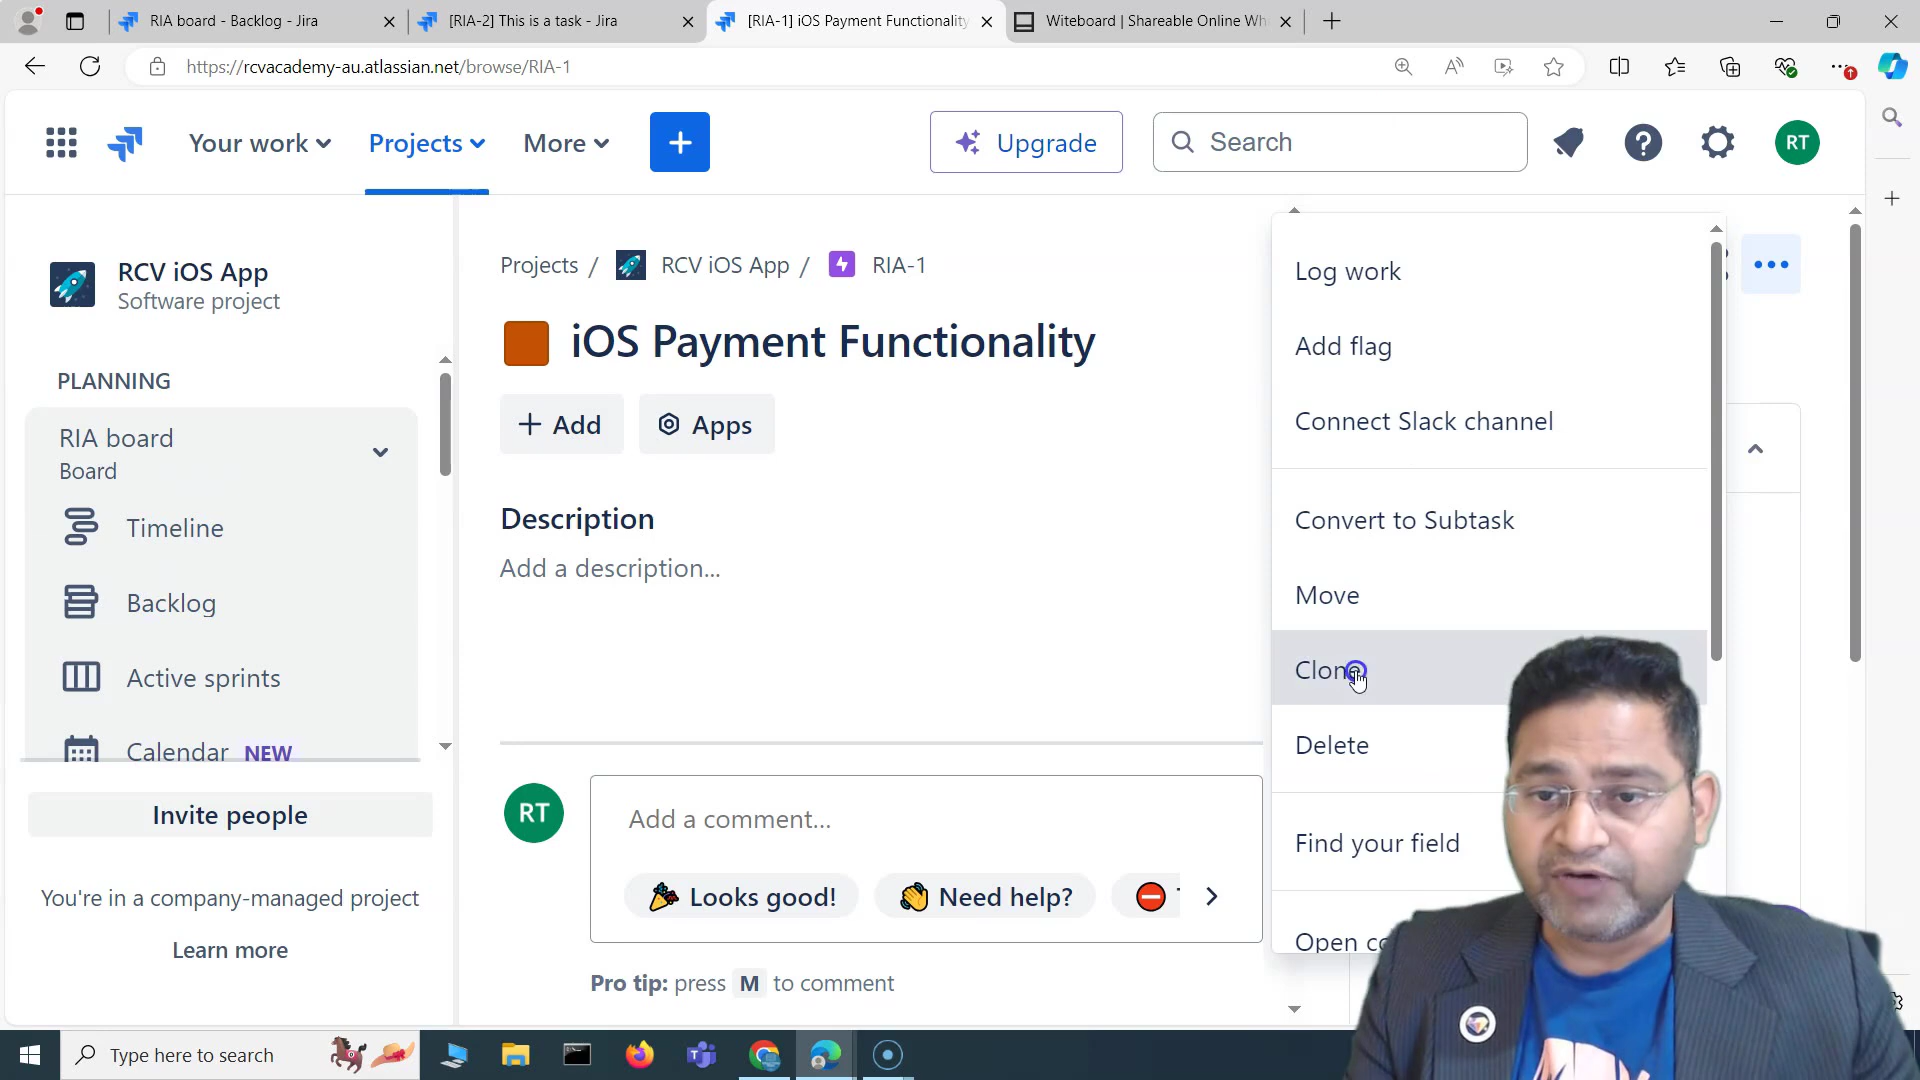 RIA board - Backlog - Jira
[RIA-2] This is a task - Jira
[RIA-1] iOS Payment Functionality
Witeboard | Shareable Online Wh
https://rcvacademy-au.atlassian.net/browse/RIA-1
Your work
Projects
More
Upgrade
Search
RT
RCV iOS App
Software project
PLANNING
RIA board
Board
Timeline
Backlog
Active sprints
Calendar NEW
Invite people
You're in a company-managed project
Learn more
Projects / RCV iOS App / RIA-1
iOS Payment Functionality
Add
Apps
Description
Add a description...
RT
Add a comment...
Looks good!
Need help?
Pro tip: press M to comment
Log work
Add flag
Connect Slack channel
Convert to Subtask
Move
Clone
Delete
Find your field
Open
Type here to search